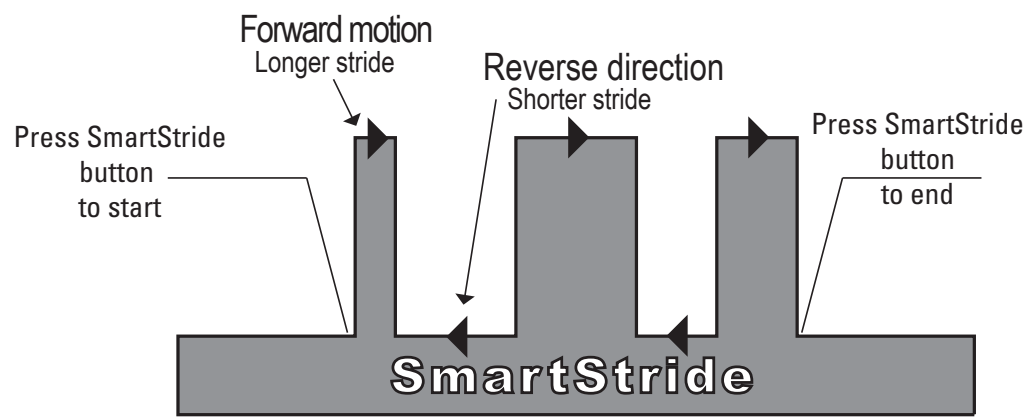 Forward motion
Longer stride
Reverse direction
Shorter stride
Press SmartStride
button
to start
Press SmartStride
button
to end
SmartStride